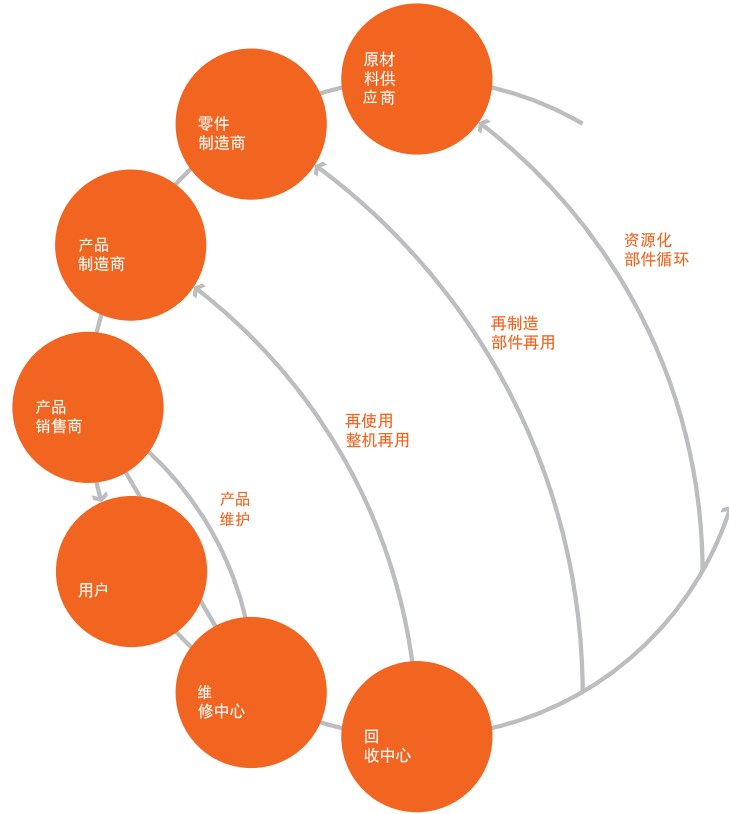 原材
料供
应商
零件
制造商
产品
制造商
资源化
部件循环
再制造
部件再用
产品
销售商
再使用
整机再用
产品
维护
用户
维
修中心
回
收中心